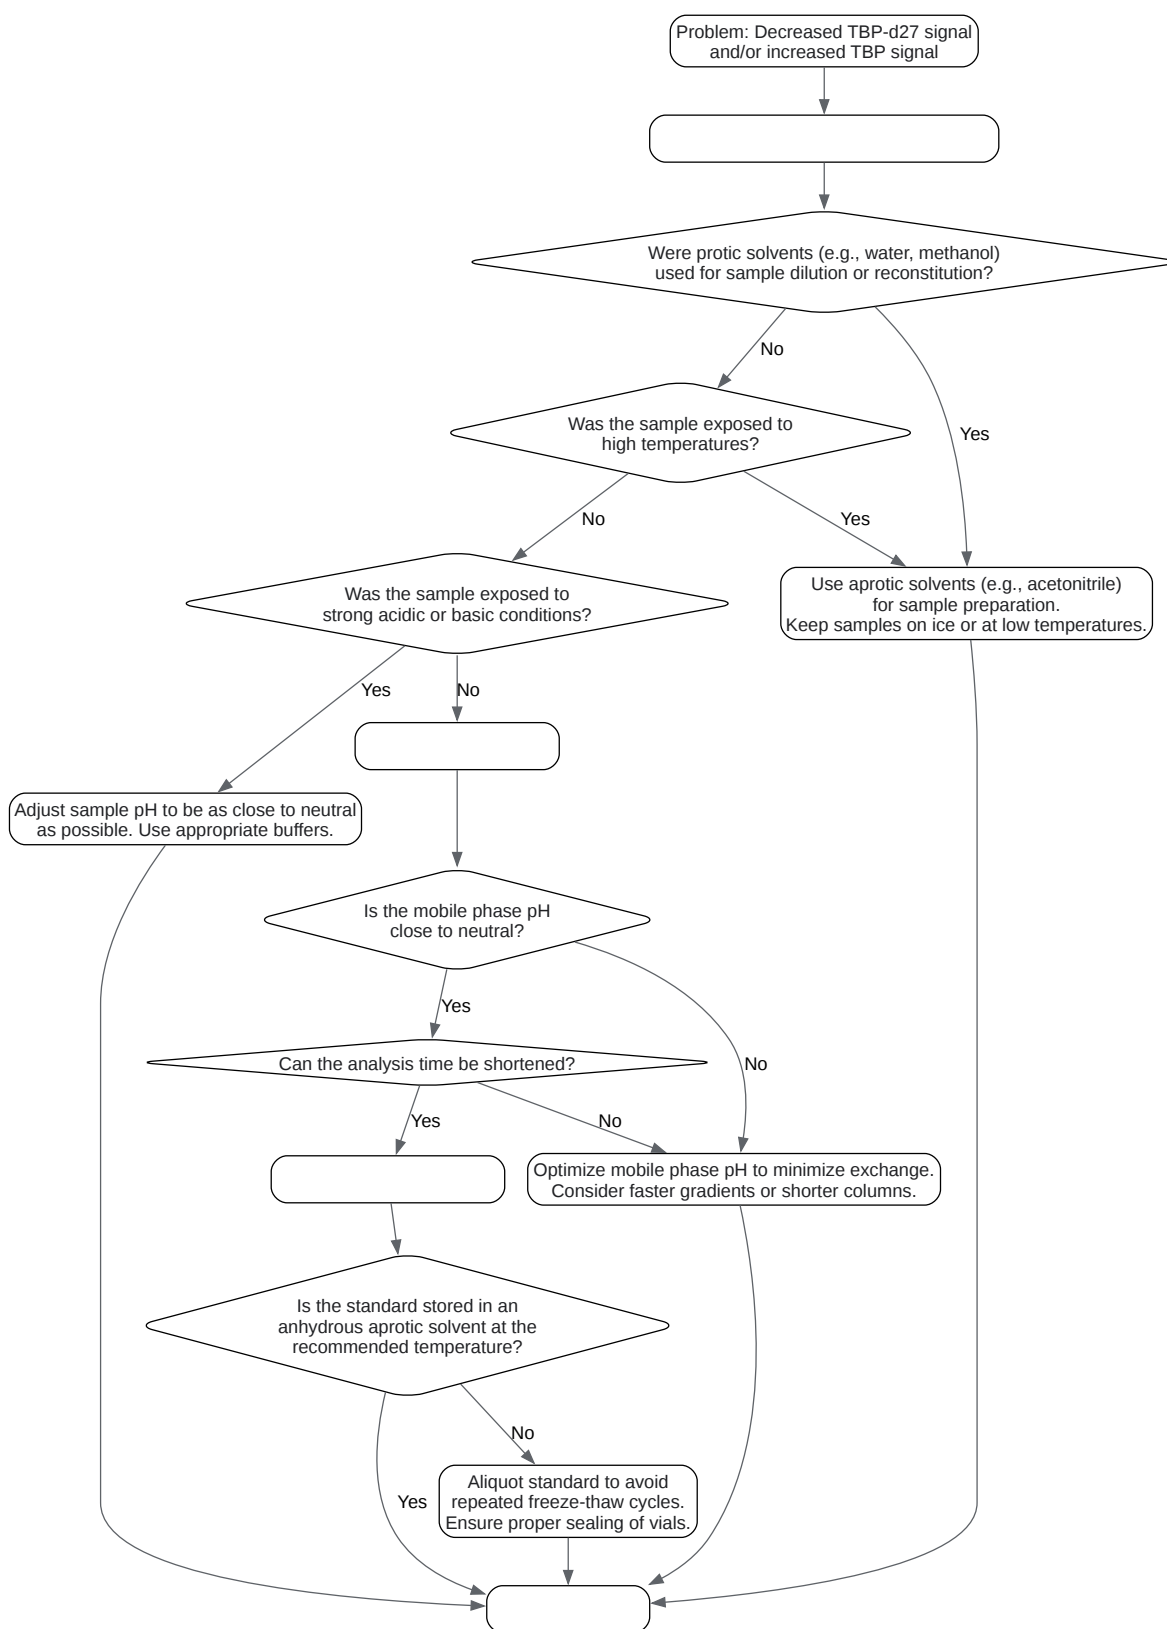 Problem: Decreased TBP-d27 signal
and/or increased TBP signal
Were protic solvents (e.g., water, methanol)
used for sample dilution or reconstitution?
No
Yes
Was the sample exposed to
high temperatures?
No
Yes
Was the sample exposed to
strong acidic or basic conditions?
Use aprotic solvents (e.g., acetonitrile)
for sample preparation.
Keep samples on ice or at low temperatures.
Yes
No
Adjust sample pH to be as close to neutral
as possible. Use appropriate buffers.
Is the mobile phase pH
close to neutral?
Yes
Can the analysis time be shortened?
No
Yes
No
Optimize mobile phase pH to minimize exchange.
Consider faster gradients or shorter columns.
Is the standard stored in an
anhydrous aprotic solvent at the
recommended temperature?
No
Yes
Aliquot standard to avoid
repeated freeze-thaw cycles.
Ensure proper sealing of vials.